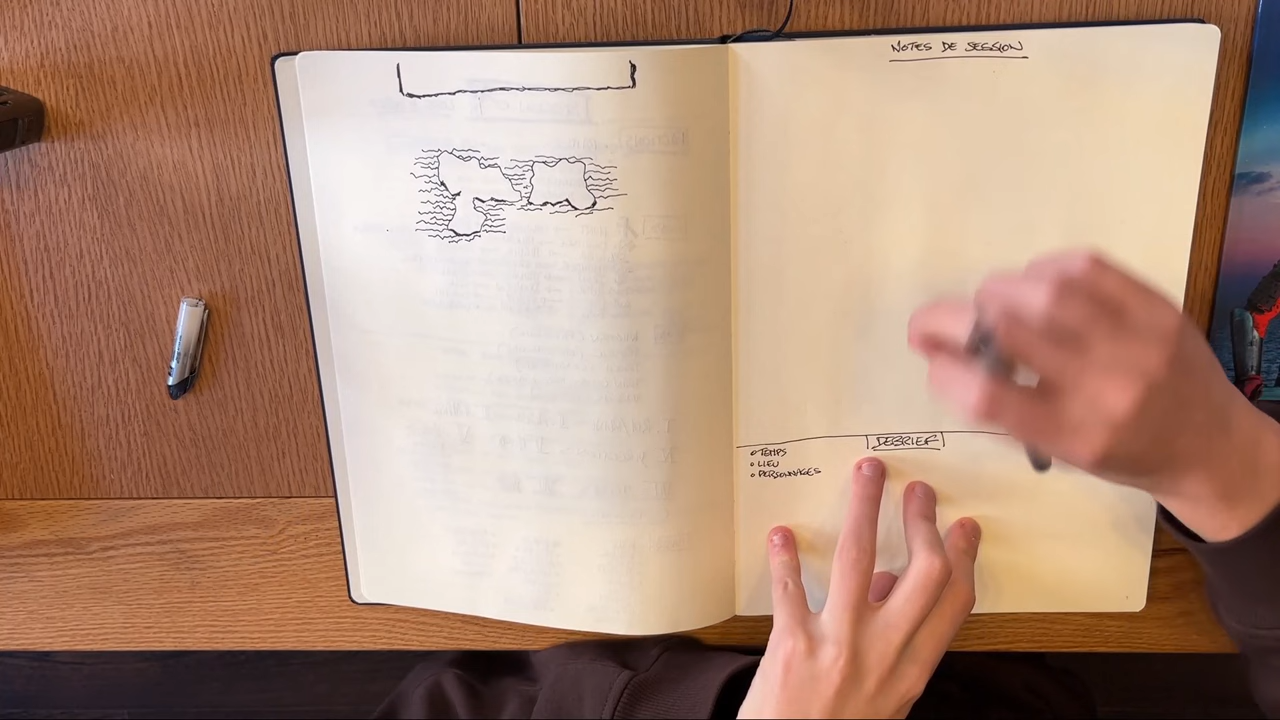 NOTES DE SESSION
DEBRIEF
TEMPS
LIEU
PERSONNAGES